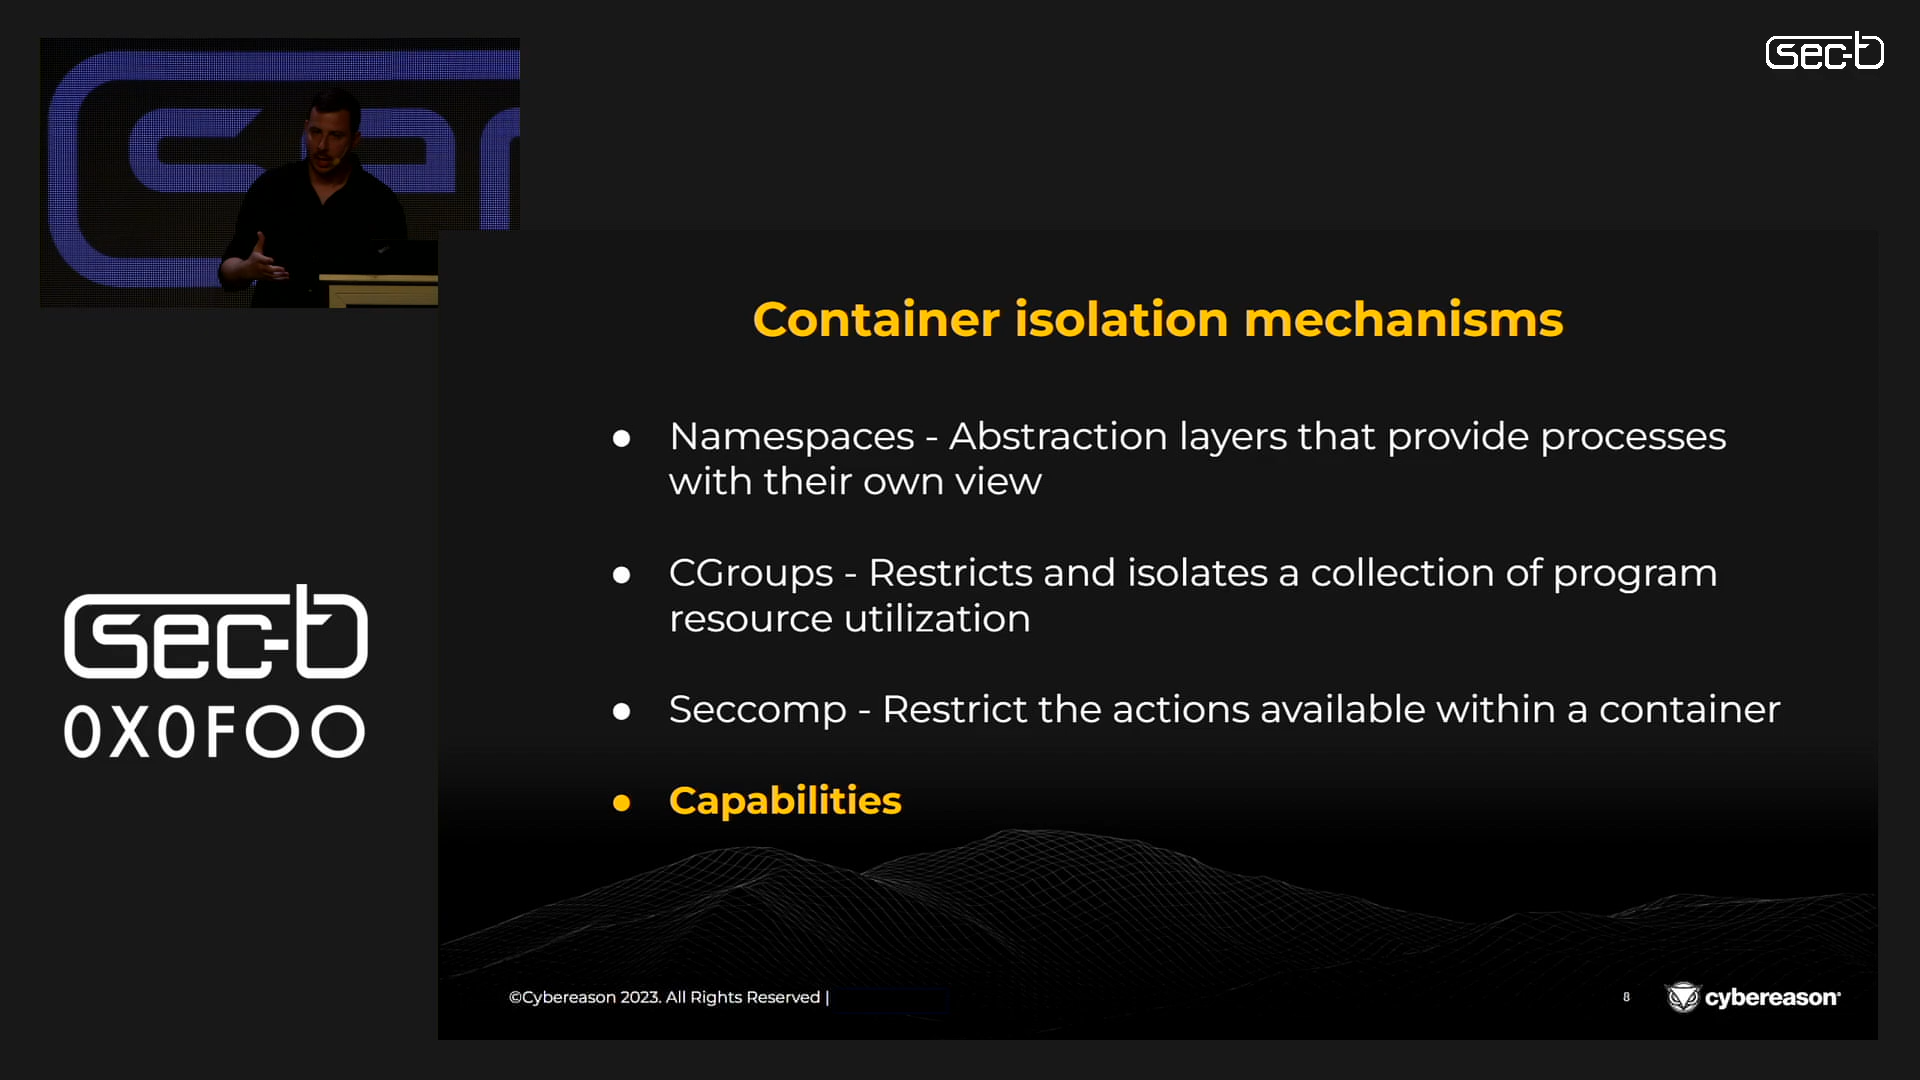 sec-t
Container isolation mechanisms
● Namespaces - Abstraction layers that provide processes
with their own view
● CGroups - Restricts and isolates a collection of program
resource utilization
● Seccomp - Restrict the actions available within a container
● Capabilities
sec-t
0X0FOO
©Cybereason 2023. All Rights Reserved |
8
cybereason